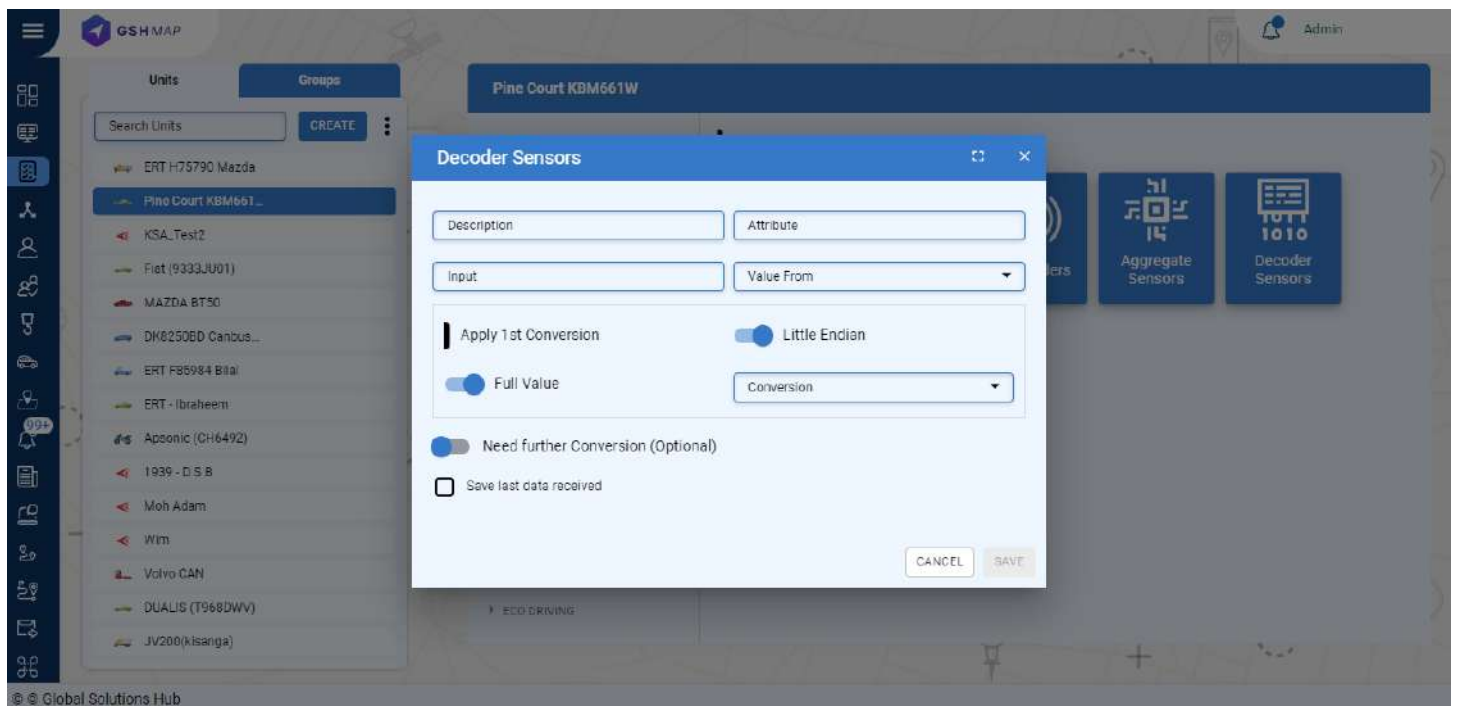 GSHMAP
Admin
Units
Groups
Pine Court KBM661W
Search Units
CREATE
ERT H75790 Mazda
Pine Court KBM661...
KSA_Test2
Fiat (9333JU01)
MAZDA BT50
DK8250BD Canbus...
ERT F85984 Bilal
ERT - Ibraheem
99+
Apsonic (CH6492)
1939 - D S B
Moh Adam
Wim
Volvo CAN
DUALIS (T968DWV)
JV200(kisanga)
Decoder Sensors
Description
Attribute
Input
Value From
Apply 1st Conversion
Little Endian
Full Value
Conversion
Need further Conversion (Optional)
Save last data received
CANCEL
SAVE
ers
Aggregate
Sensors
1010
Decoder
Sensors
ECO DRIVING
© © Global Solutions Hub